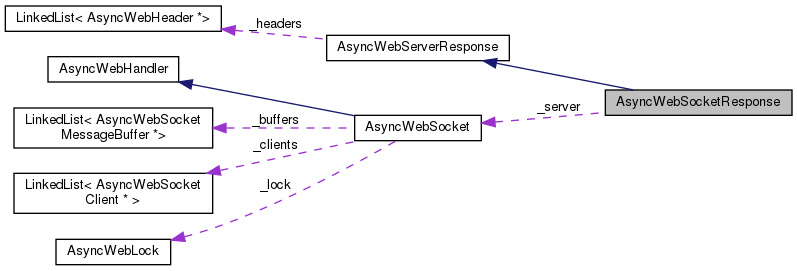 LinkedList< AsyncWebHeader *>
_headers
AsyncWebServerResponse
AsyncWebHandler
AsyncWebSocketResponse
_server
LinkedList< AsyncWebSocket
MessageBuffer *>
_buffers
AsyncWebSocket
_clients
LinkedList< AsyncWebSocket
Client * >
_lock
AsyncWebLock